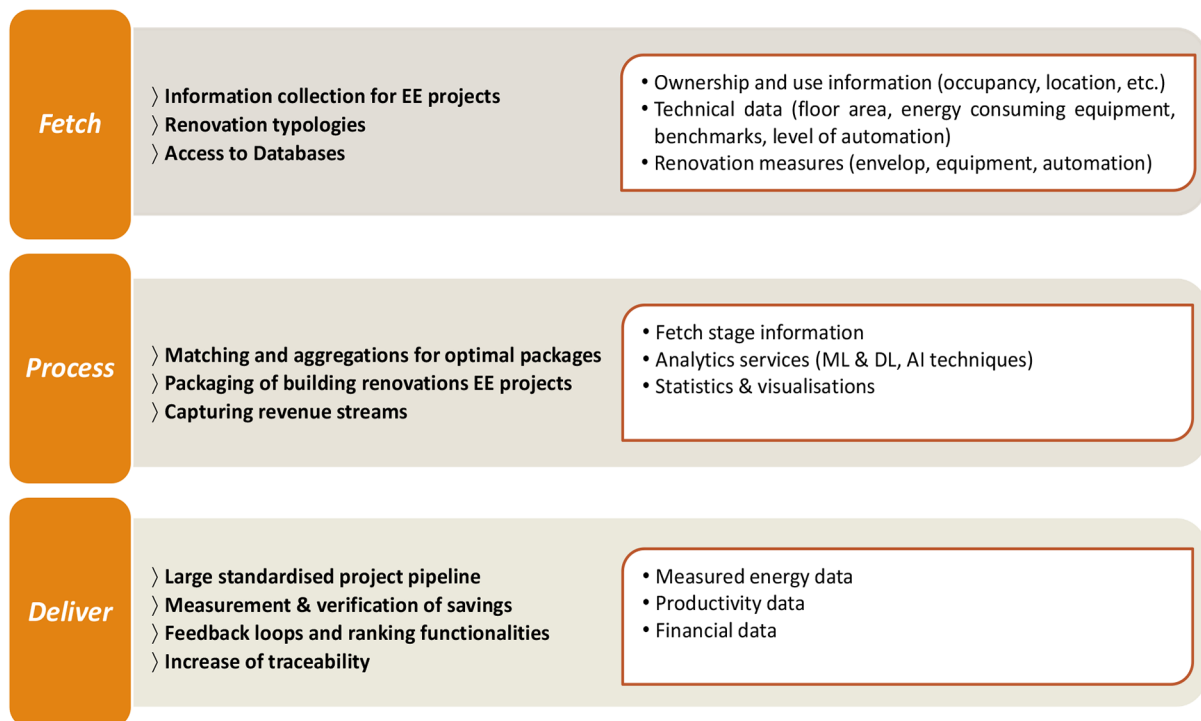 Fetch
〉Information collection for EE projects
〉Renovation typologies
〉Access to Databases
• Ownership and use information (occupancy, location, etc.)
• Technical data (floor area, energy consuming equipment,
benchmarks, level of automation)
• Renovation measures (envelop, equipment, automation)
Process
〉Matching and aggregations for optimal packages
〉Packaging of building renovations EE projects
〉Capturing revenue streams
• Fetch stage information
• Analytics services (ML & DL, AI techniques)
• Statistics & visualisations
Deliver
〉Large standardised project pipeline
〉Measurement & verification of savings
〉Feedback loops and ranking functionalities
〉Increase of traceability
• Measured energy data
• Productivity data
• Financial data